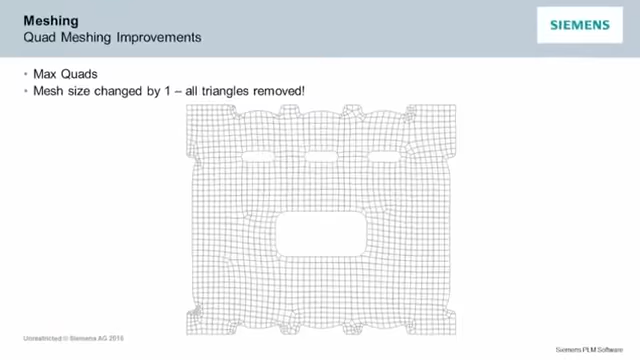 Meshing
Quad Meshing Improvements
SIEMENS
• Max Quads
• Mesh size changed by 1 – all triangles removed!
Unrestricted © Siemens AG 2016
Siemens PLM Software